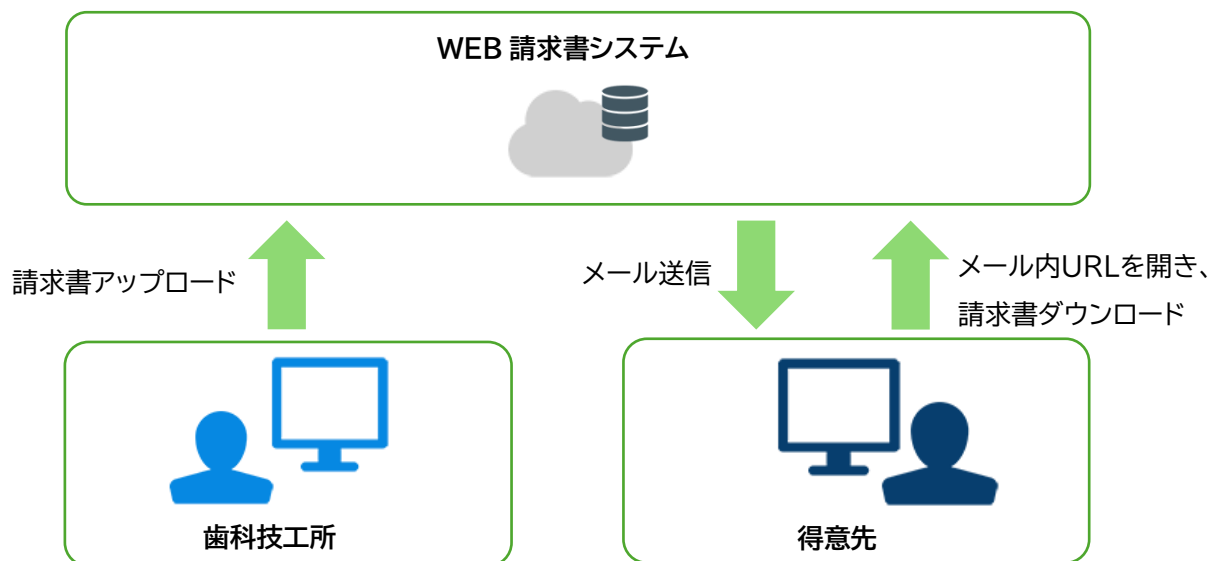 WEB 請求書システム
請求書アップロード
メール送信
メール内URLを開き、
請求書ダウンロード
歯科技工所
得意先